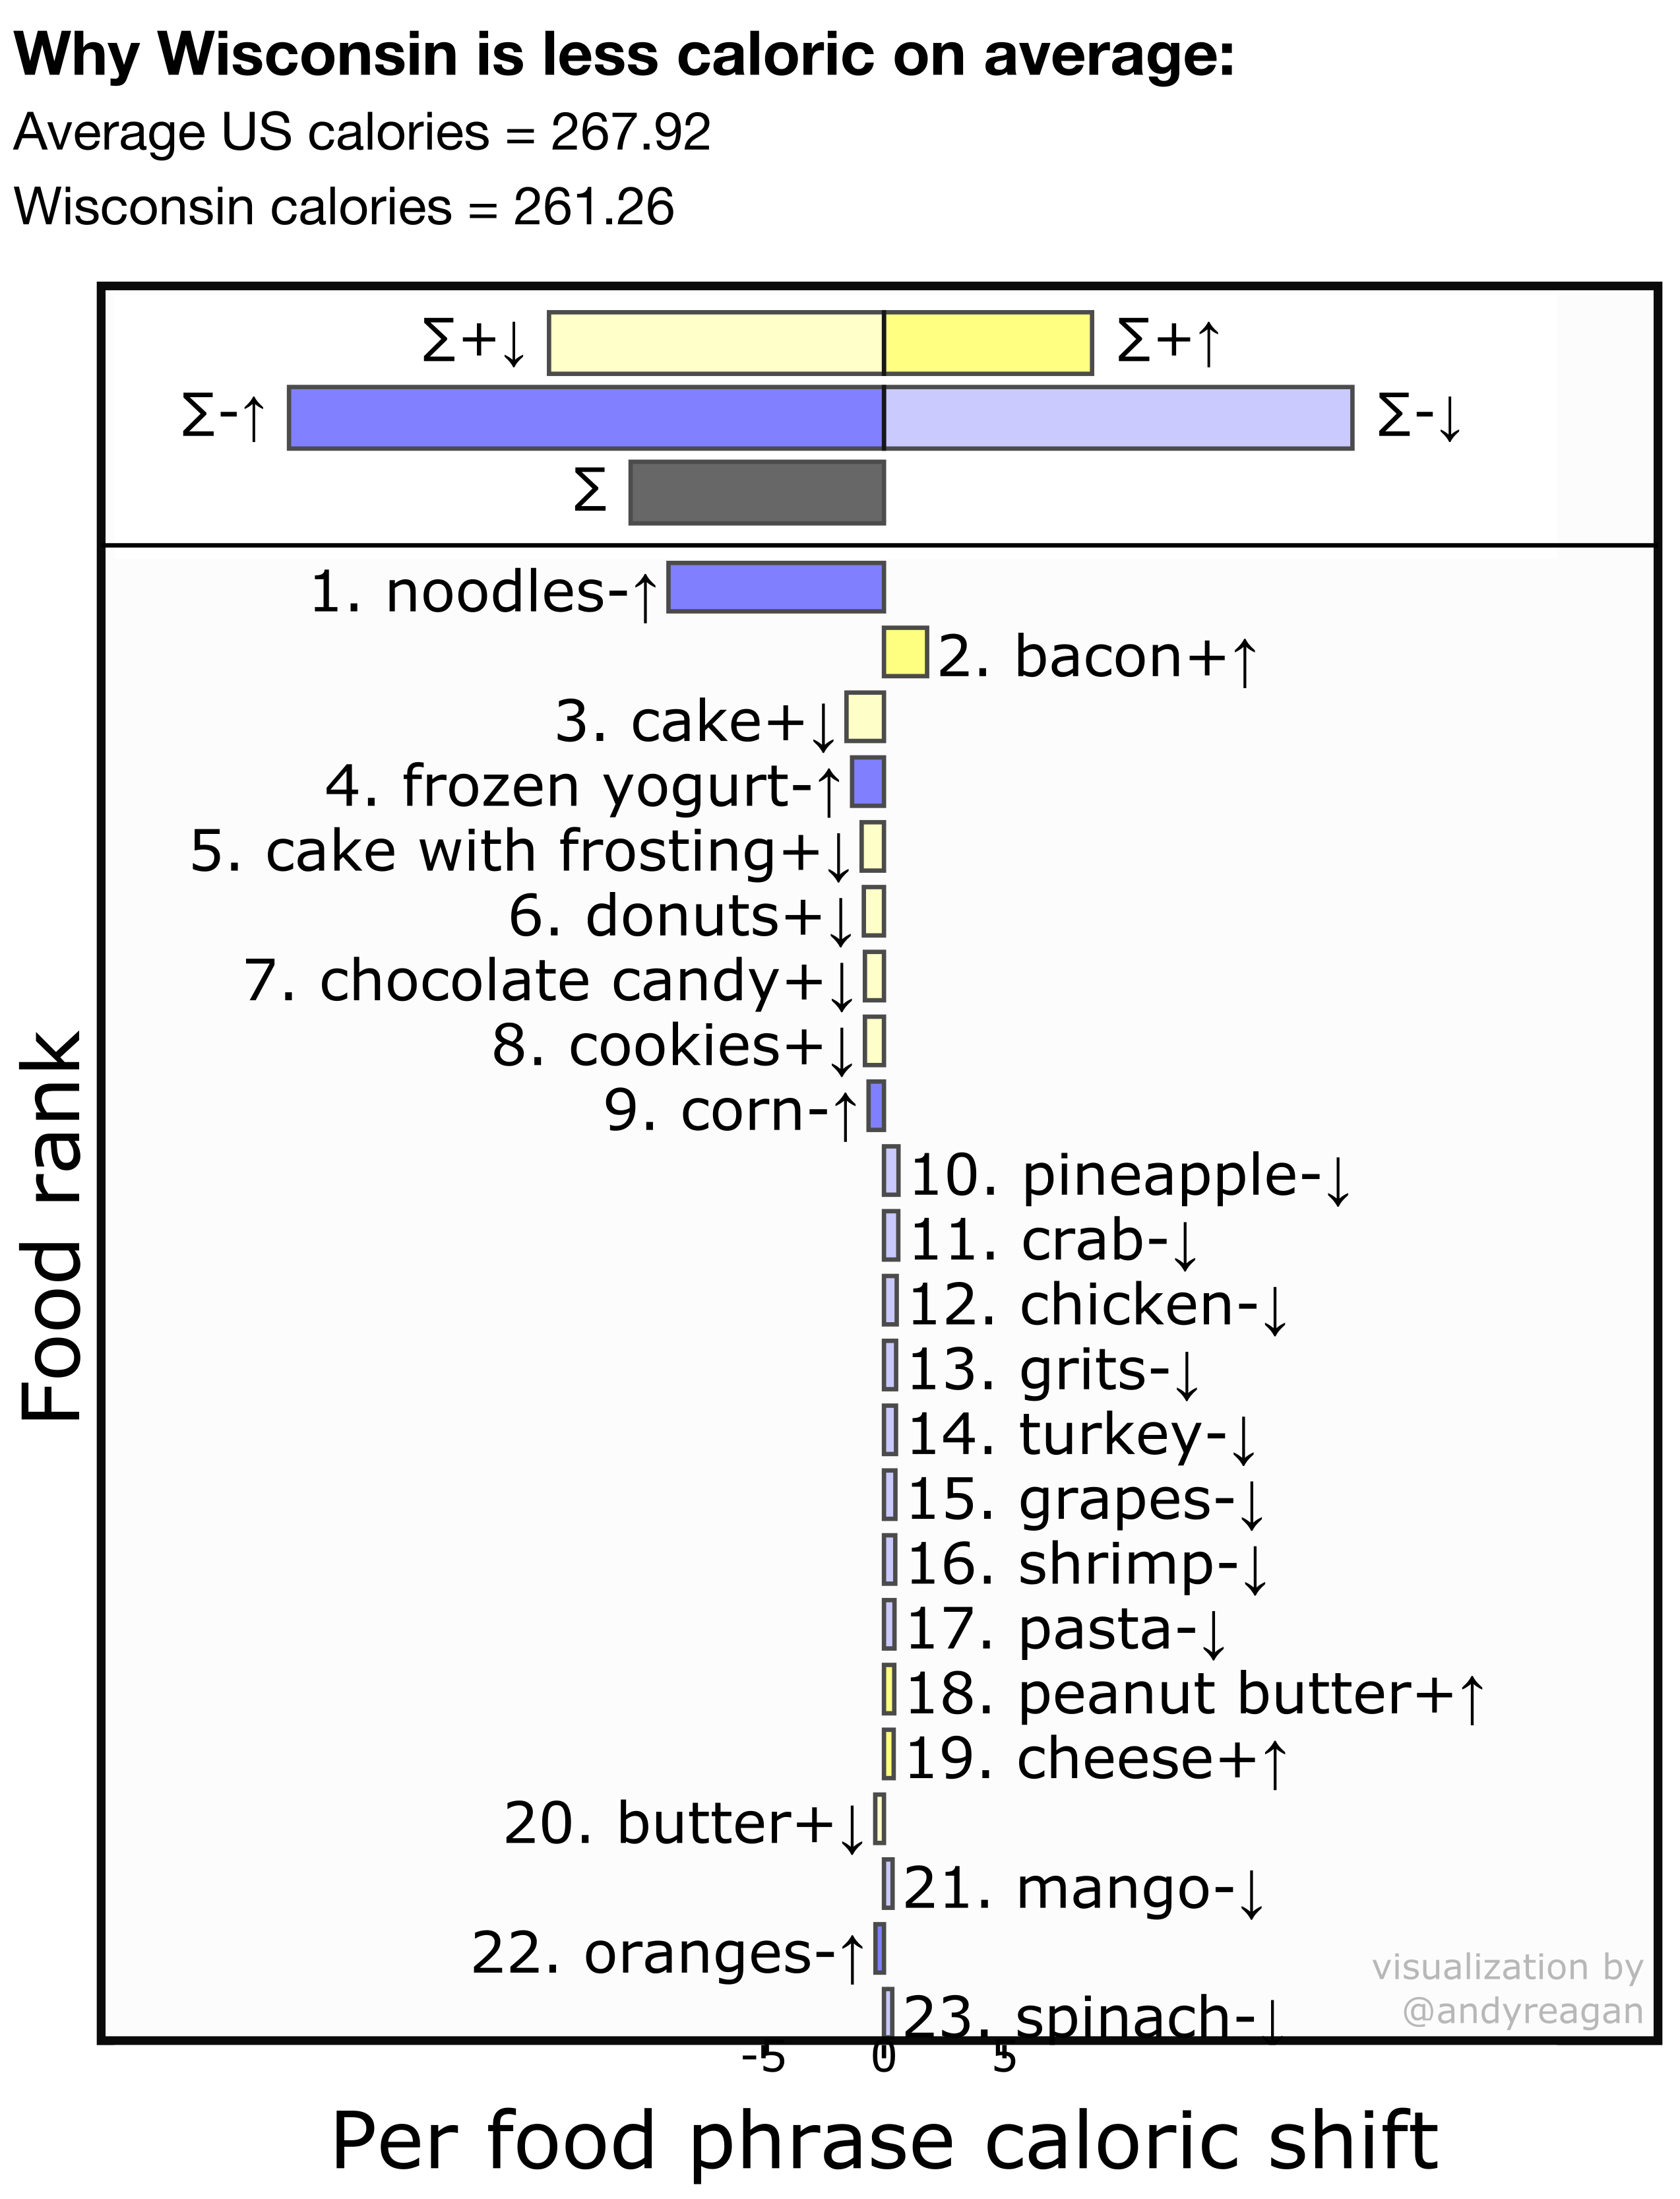 Why Wisconsin is less caloric on average:
Average US calories = 267.92
Wisconsin calories = 261.26
∑+↓ ∑+↑
∑-↑ ∑-↓
∑
1. noodles-↑
2. bacon+↑
3. cake+↓
4. frozen yogurt-↑
5. cake with frosting+↓
6. donuts+↓
7. chocolate candy+↓
8. cookies+↓
9. corn-↑
10. pineapple-↓
11. crab-↓
12. chicken-↓
13. grits-↓
14. turkey-↓
15. grapes-↓
16. shrimp-↓
17. pasta-↓
18. peanut butter+↑
19. cheese+↑
20. butter+↓
21. mango-↓
22. oranges-↑
23. spinach-↓
Food rank
visualization by
@andyreagan
-5 0 5
Per food phrase caloric shift